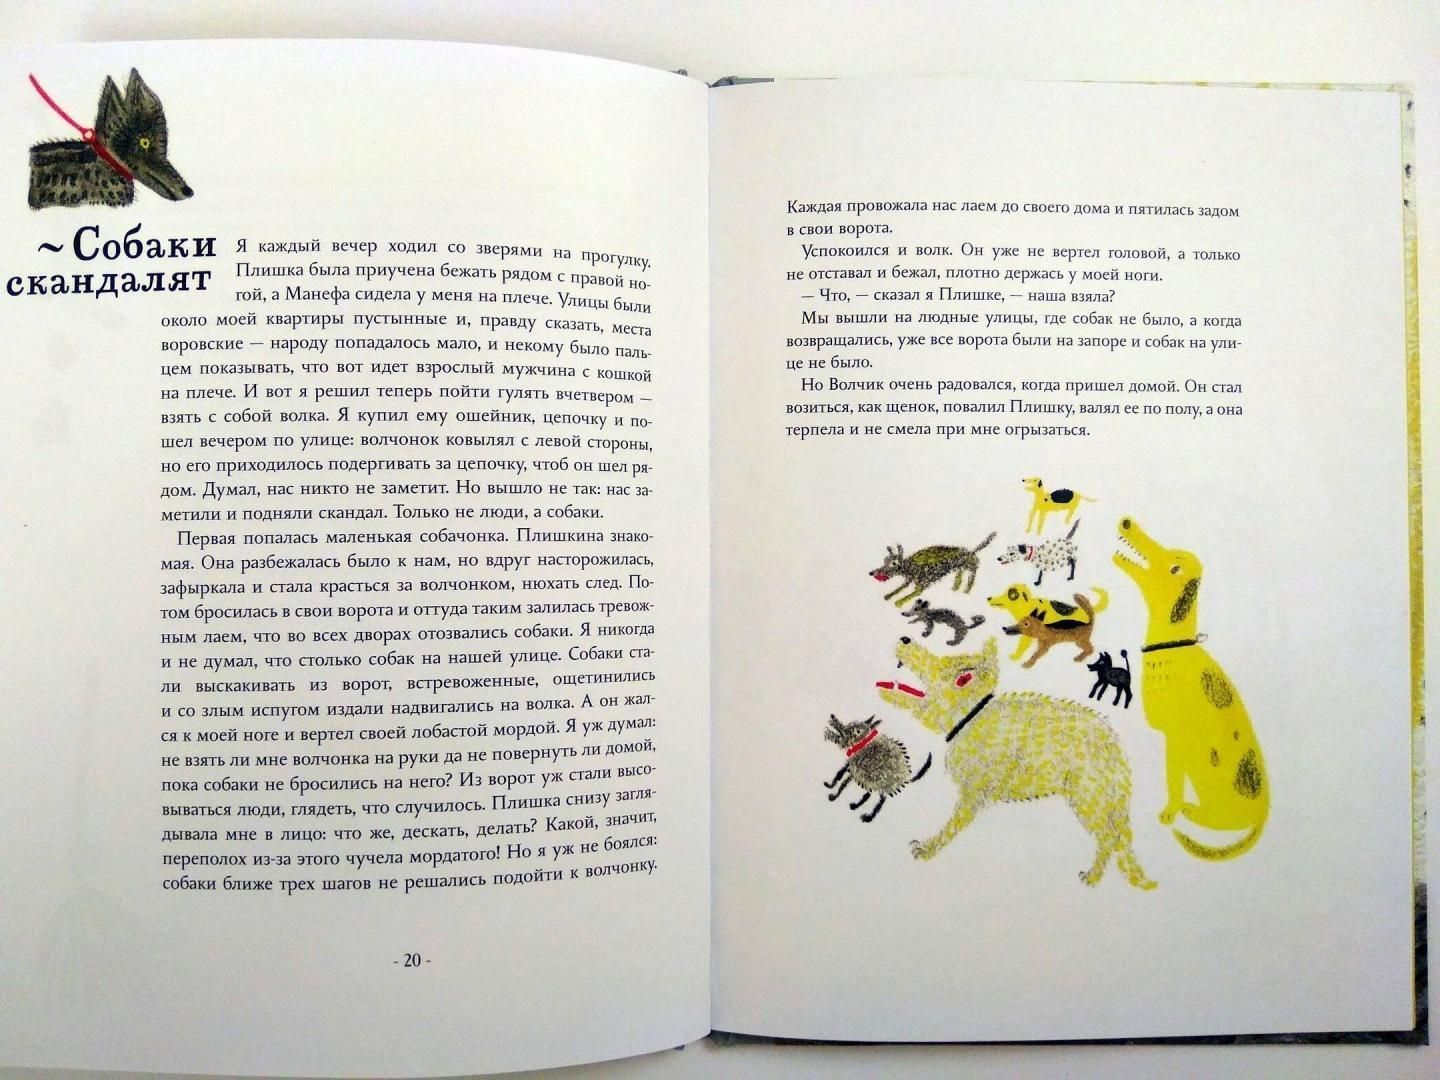 ~ Собаки
скандалят
Я каждый вечер ходил со зверями на прогулку.
Плишка была приучена бежать рядом с правой но-
гой, а Манефа сидела у меня на плече. Улицы были
около моей квартиры пустынные и, правду сказать, места
воровские — народу попадалось мало, и некому было паль-
цем показывать, что вот идет взрослый мужчина с кошкой
на плече. И вот я решил теперь пойти гулять вчетвером —
взять с собой волка. Я купил ему ошейник, цепочку и по-
шел вечером по улице: волчонок ковылял с левой стороны,
но его приходилось подергивать за цепочку, чтоб он шел ря-
дом. Думал, нас никто не заметит. Но вышло не так: нас за-
метили и подняли скандал. Только не люди, а собаки.
Первая попалась маленькая собачонка. Плишкина знако-
мая. Она разбежалась было к нам, но вдруг насторожилась,
зафыркала и стала красться за волчонком, нюхать след. По-
том бросилась в свои ворота и оттуда таким залилась тревож-
ным лаем, что во всех дворах отозвались собаки. Я никогда
и не думал, что столько собак на нашей улице. Собаки ста-
ли выскакивать из ворот, встревоженные, ощетинились
и со злым испугом издали надвигались на волка. А он жал-
ся к моей ноге и вертел своей лобастой мордой. Я уж думал:
не взять ли мне волчонка на руки да не повернуть ли домой,
пока собаки не бросились на него? Из ворот уж стали высо-
вываться люди, глядеть, что случилось. Плишка снизу загля-
дывала мне в лицо: что же, дескать, делать? Какой, значит,
переполох из-за этого чучела мордатого! Но я уж не боялся:
собаки ближе трех шагов не решались подойти к волчонку.
- 20 -
Каждая провожала нас лаем до своего дома и пятилась задом
в свои ворота.
Успокоился и волк. Он уже не вертел головой, а только
не отставал и бежал, плотно держась у моей ноги.
— Что, — сказал я Плишке, — наша взяла?
Мы вышли на людные улицы, где собак не было, а когда
возвращались, уже все ворота были на запоре и собак на ули-
це не было.
Но Волчик очень радовался, когда пришел домой. Он стал
возиться, как щенок, повалил Плишку, валял ее по полу, а она
терпела и не смела при мне огрызаться.